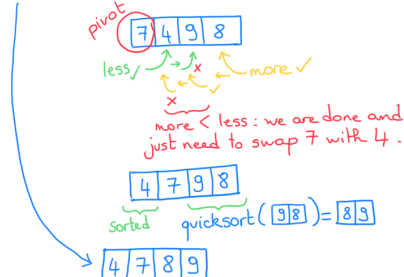 pivot
7 4 9 8
less ✓ → x more ✓
x ← ✓
more < less : we are done and
just need to swap 7 with 4.
4 7 9 8
sorted quicksort( 9 8 ) = 8 9
4 7 8 9